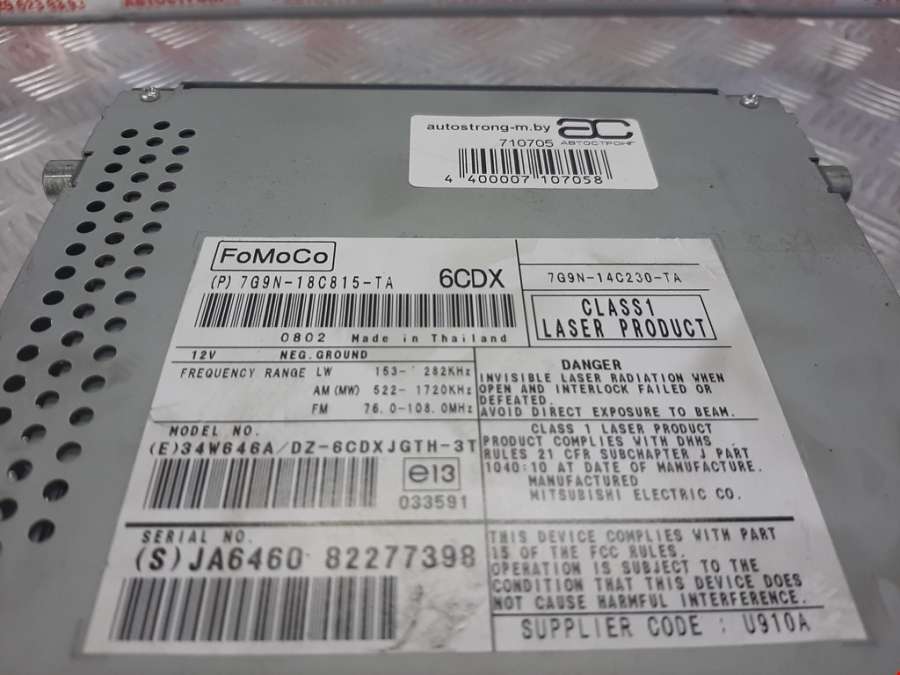 autostrong-m.by
ac
710705 АВТОСТРОНГ
4 400007 107058
FoMoCo
(P) 7G9N-18C815-TA 6CDX
7G9N-14C230-TA
CLASS1
LASER PRODUCT
0802 Made in Thailand
12V NEG.GROUND
FREQUENCY RANGE LW 153- 282KHz
AM(MW) 522-1720KHz
FM 76.0-108.0MHz
DANGER
INVISIBLE LASER RADIATION WHEN
OPEN AND INTERLOCK FAILED OR
DEFEATED.
AVOID DIRECT EXPOSURE TO BEAM.
MODEL NO.
(E)34W646A/DZ-6CDXJGTH-3T
e13
033591
CLASS 1 LASER PRODUCT
PRODUCT COMPLIES WITH DHHS
RULES 21 CFR SUBCHAPTER J PART
1040:10 AT DATE OF MANUFACTURE.
MANUFACTURED
MITSUBISHI ELECTRIC CO.
SERIAL NO.
(S)JA6460 82277398
THIS DEVICE COMPLIES WITH PART
15 OF THE FCC RULES.
OPERATION IS SUBJECT TO THE
CONDITION THAT THIS DEVICE DOES
NOT CAUSE HARMFUL INTERFERENCE.
SUPPLIER CODE : U910A